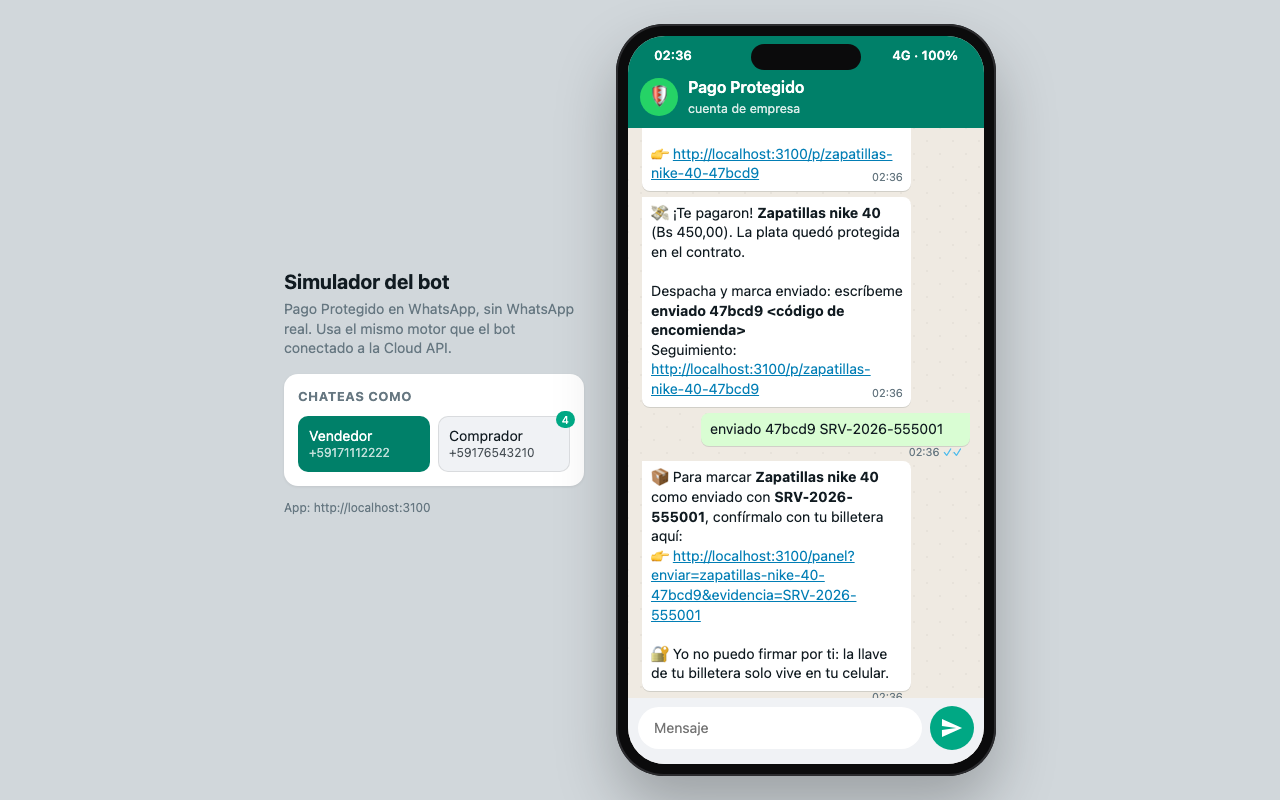 Simulador del bot
Pago Protegido en WhatsApp, sin WhatsApp
real. Usa el mismo motor que el bot
conectado a la Cloud API.
CHATEAS COMO
Vendedor
+59171112222
Comprador
+59176543210
4
App: http://localhost:3100
02:36
4G · 100%
Pago Protegido
cuenta de empresa
👉 http://localhost:3100/p/zapatillas-
nike-40-47bcd9
02:36
💸 ¡Te pagaron! Zapatillas nike 40
(Bs 450,00). La plata quedó protegida
en el contrato.
Despacha y marca enviado: escríbeme
enviado 47bcd9 <código de
encomienda>
Seguimiento:
http://localhost:3100/p/zapatillas-
nike-40-47bcd9
02:36
enviado 47bcd9 SRV-2026-555001
02:36
📦 Para marcar Zapatillas nike 40
como enviado con SRV-2026-
555001, confírmalo con tu billetera
aquí:
👉 http://localhost:3100/panel?
enviar=zapatillas-nike-40-
47bcd9&evidencia=SRV-2026-
555001
🔐 Yo no puedo firmar por ti: la llave
de tu billetera solo vive en tu celular.
02:36
Mensaje